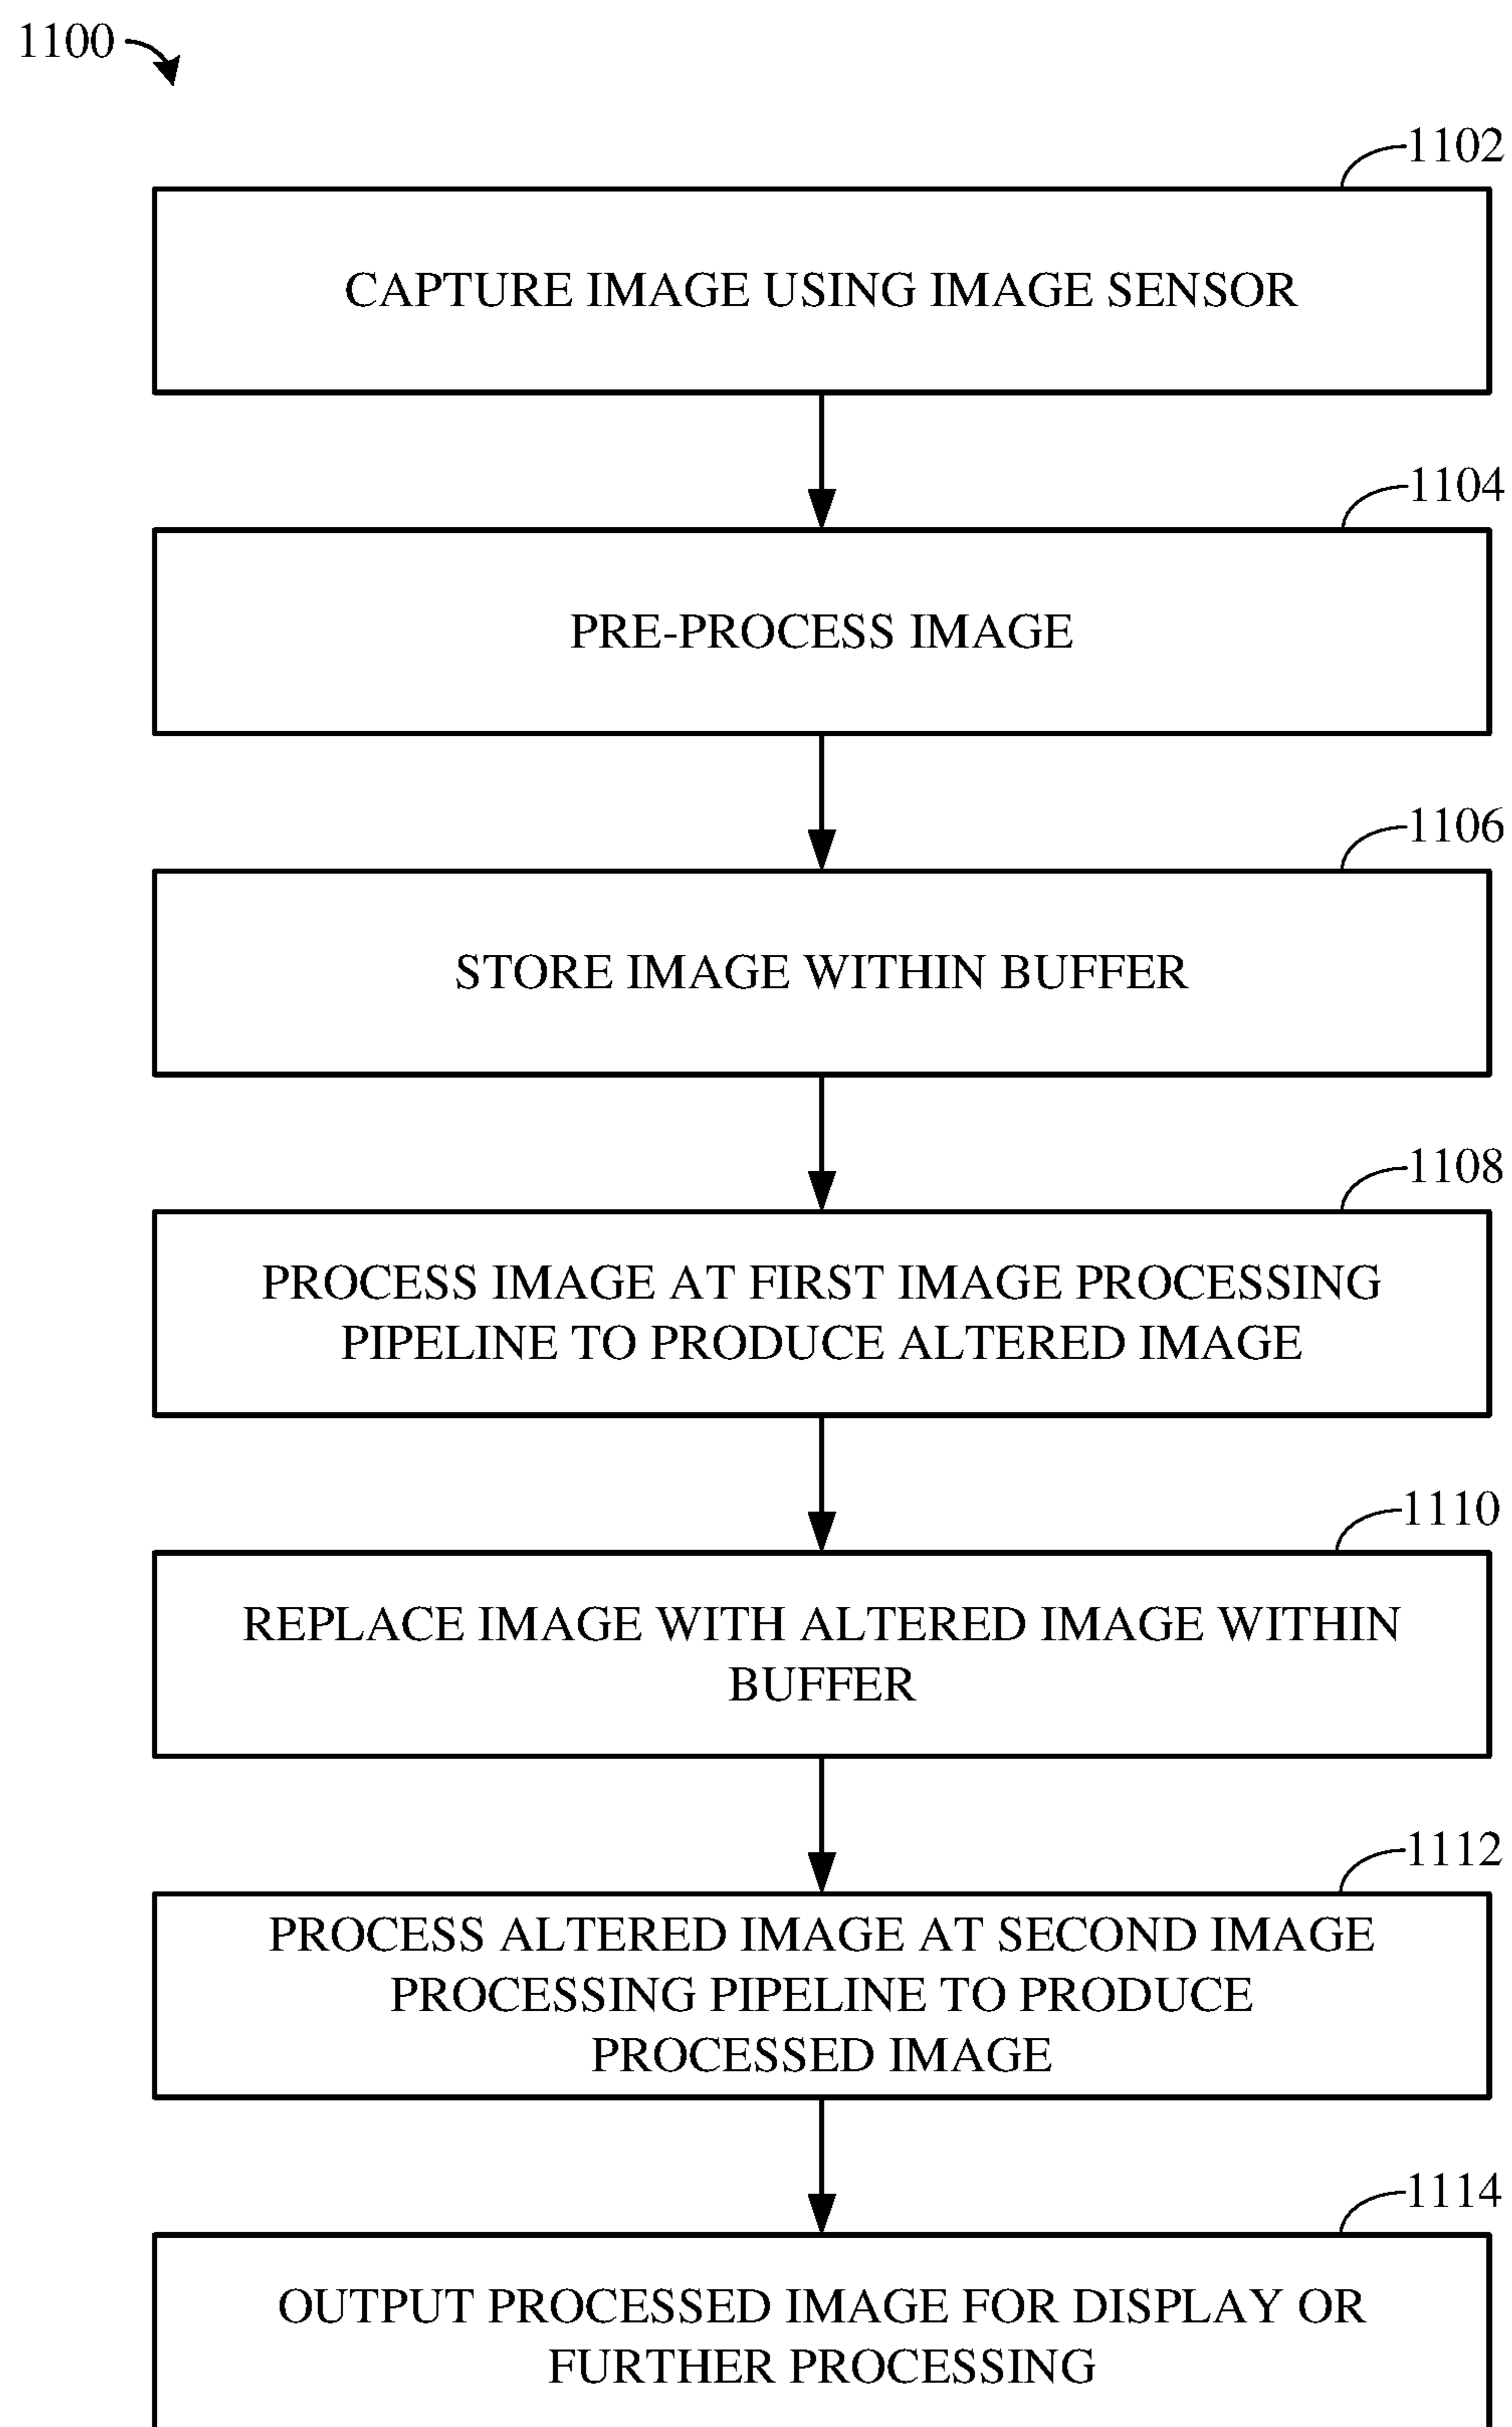 1100
1102
CAPTURE IMAGE USING IMAGE SENSOR
1104
PRE-PROCESS IMAGE
1106
STORE IMAGE WITHIN BUFFER
1108
PROCESS IMAGE AT FIRST IMAGE PROCESSING
PIPELINE TO PRODUCE ALTERED IMAGE
1110
REPLACE IMAGE WITH ALTERED IMAGE WITHIN
BUFFER
1112
PROCESS ALTERED IMAGE AT SECOND IMAGE
PROCESSING PIPELINE TO PRODUCE
PROCESSED IMAGE
1114
OUTPUT PROCESSED IMAGE FOR DISPLAY OR
FURTHER PROCESSING